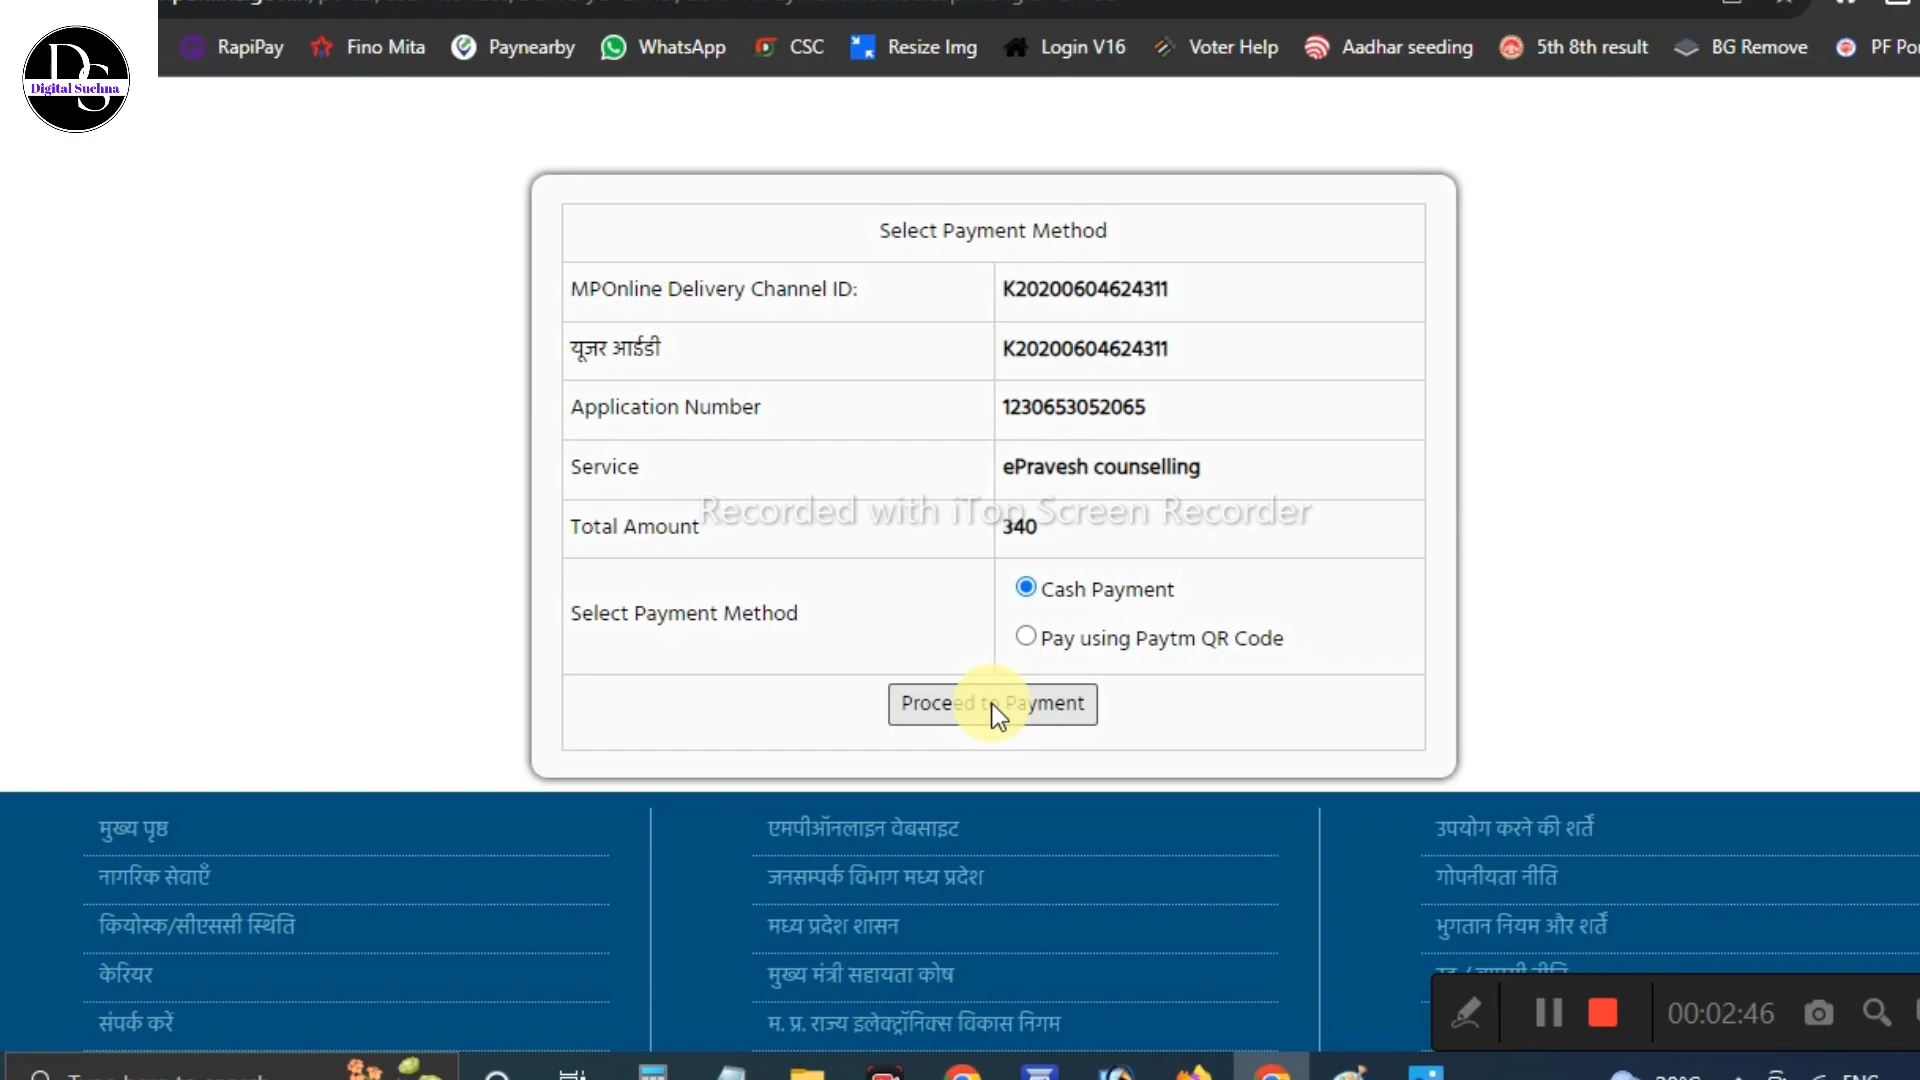 RapiPay Fino Mita Paynearby WhatsApp CSC Resize Img Login V16 Voter Help Aadhar seeding 5th 8th result BG Remove
DS
Digital Suchna
Select Payment Method
MPOnline Delivery Channel ID: K20200604624311
यूजर आईडी K20200604624311
Application Number 1230653052065
Service ePravesh counselling
Recorded with iTop Screen Recorder
Total Amount 340
Cash Payment
Select Payment Method
Pay using Paytm QR Code
Proceed to Payment
मुख्य पृष्ठ एमपीऑनलाइन वेबसाइट उपयोग करने की शर्तें
नागरिक सेवाएँ जनसम्पर्क विभाग मध्य प्रदेश गोपनीयता नीति
कियोस्क/सीएससी स्थिति मध्य प्रदेश शासन भुगतान नियम और शर्तें
केरियर मुख्य मंत्री सहायता कोष
संपर्क करें म. प्र. राज्य इलेक्ट्रॉनिक्स विकास निगम
00:02:46